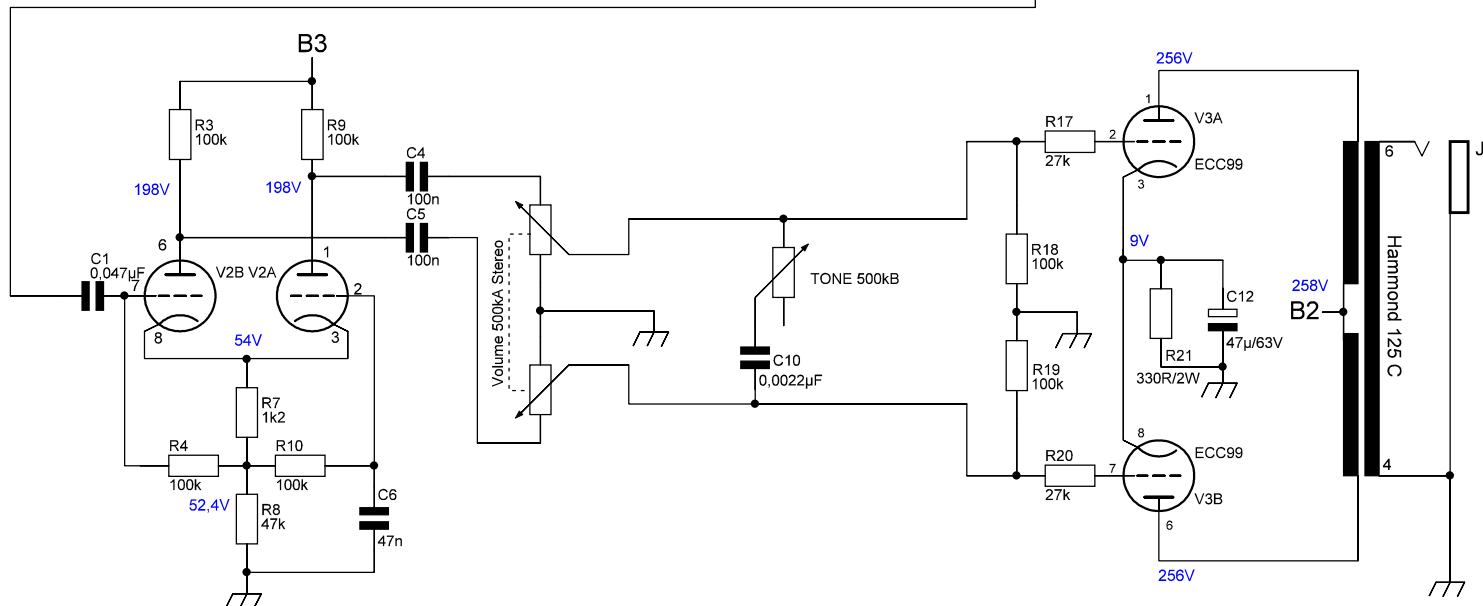 B3
R3
100k
R9
100k
198V
198V
C4
100n
C5
100n
C1
0,047µF
7
6
V2B V2A
1
2
8
3
54V
R7
1k2
R4
100k
R10
100k
52,4V
R8
47k
C6
47n
Volume 500kA Stereo
TONE 500kB
C10
0,0022µF
R17
27k
R18
100k
R19
100k
R20
27k
256V
1
V3A
2
ECC99
3
9V
R21
330R/2W
C12
47µ/63V
8
ECC99
7
V3B
6
256V
258V
B2
Hammond 125 C
6
4
J